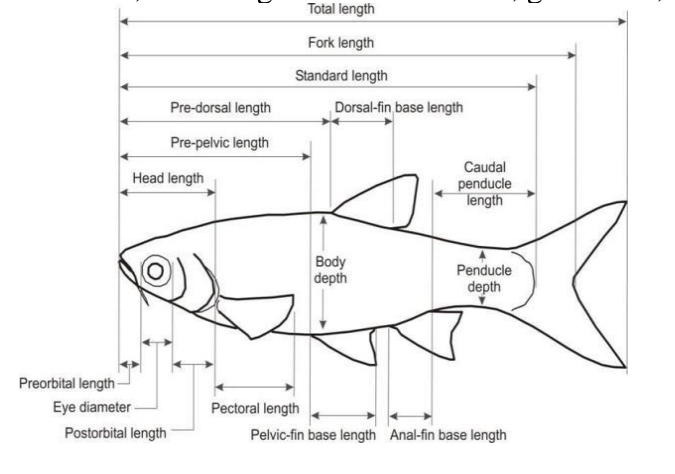 Total length
Fork length
Standard length
Pre-dorsal length
Dorsal-fin base length
Pre-pelvic length
Head length
Caudal
penducle
length
Body
depth
Penducle
depth
Preorbital length
Eye diameter
Postorbital length
Pectoral length
Pelvic-fin base length
Anal-fin base length